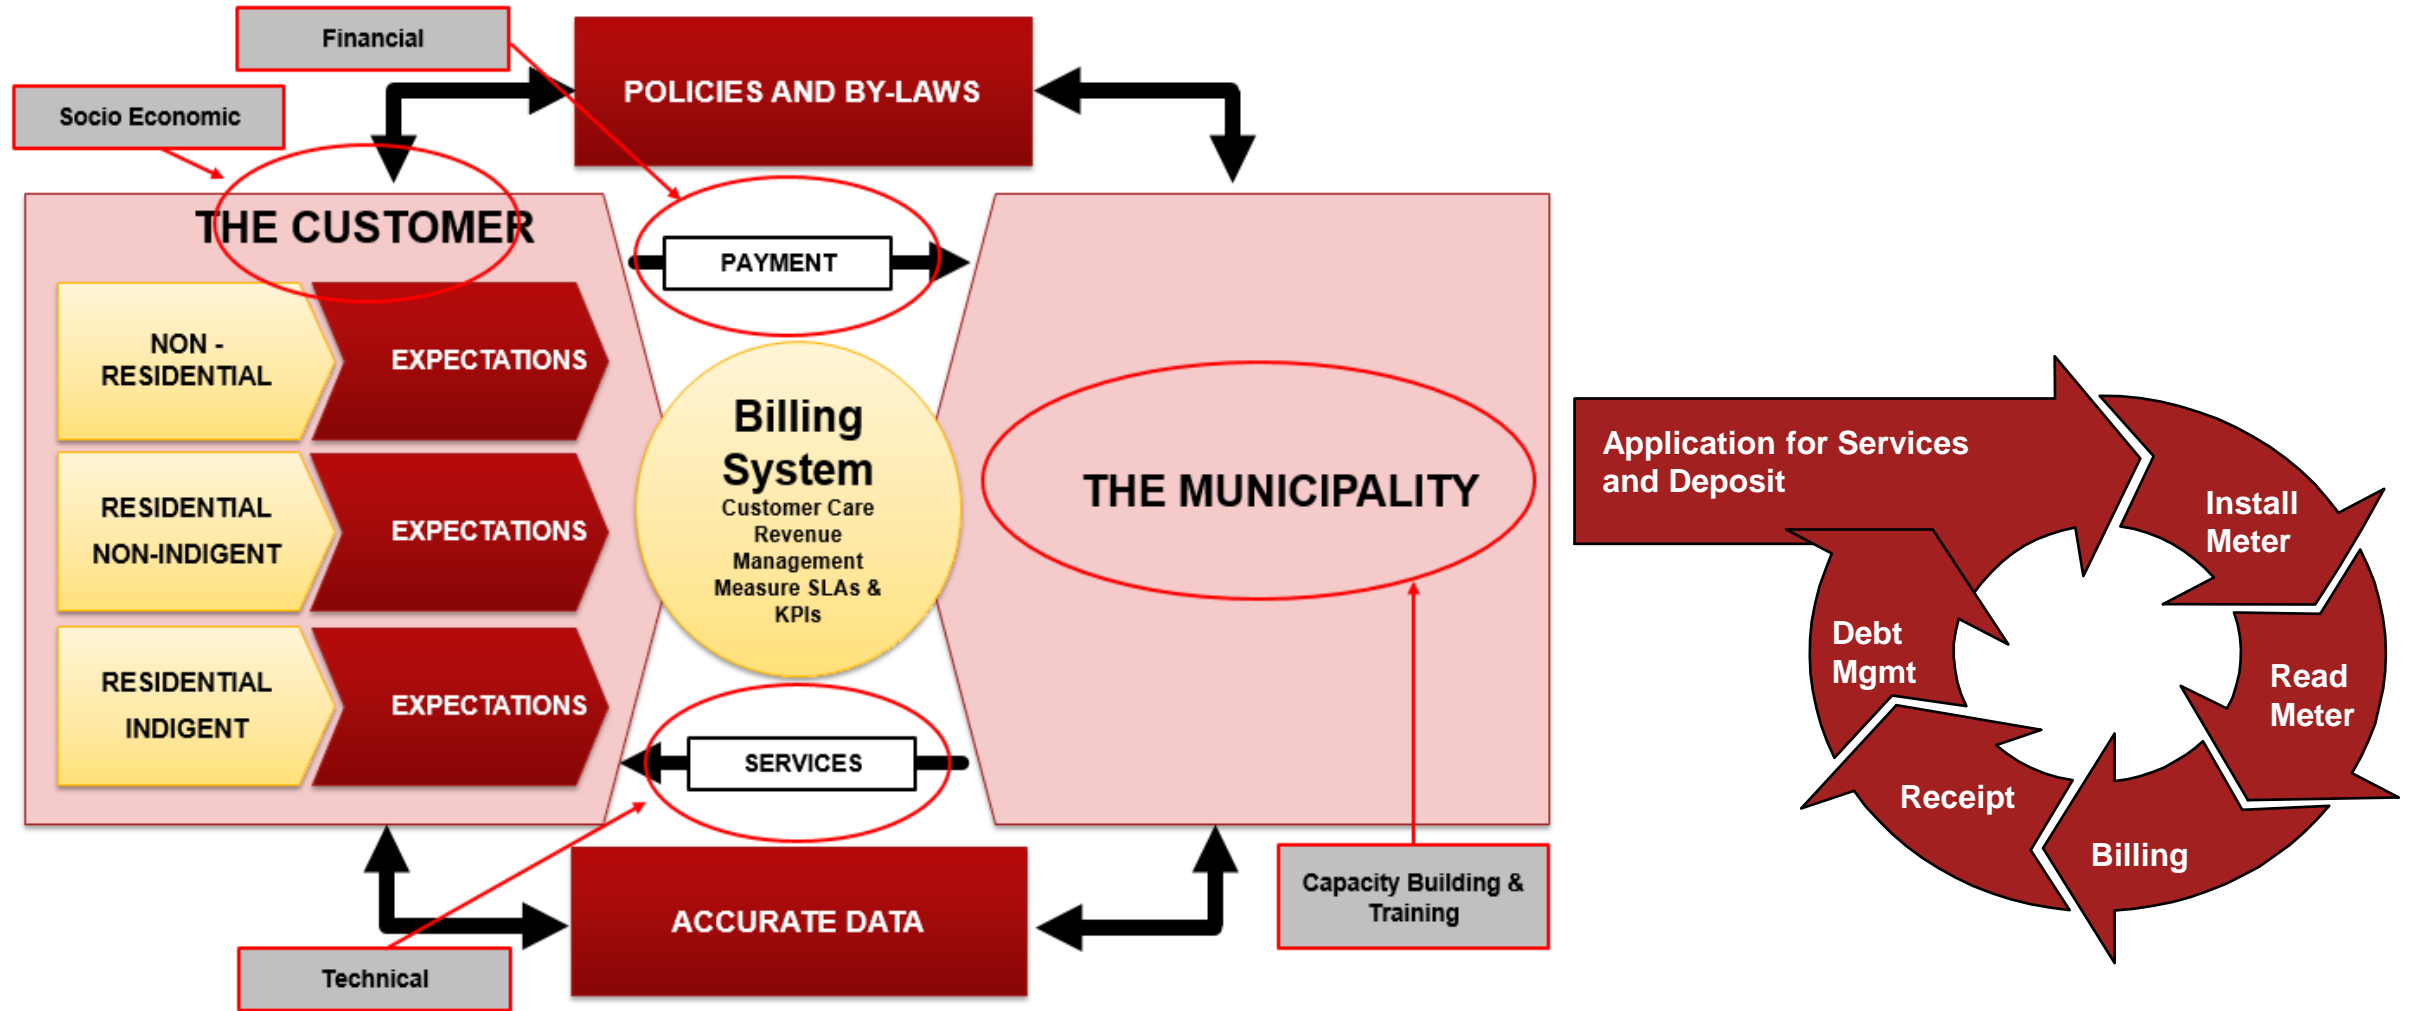 Financial
POLICIES AND BY-LAWS
Socio Economic
THE CUSTOMER
PAYMENT
NON -
RESIDENTIAL
EXPECTATIONS
RESIDENTIAL
NON-INDIGENT
EXPECTATIONS
RESIDENTIAL
INDIGENT
EXPECTATIONS
Billing
System
Customer Care
Revenue
Management
Measure SLAs &
KPIs
THE MUNICIPALITY
SERVICES
ACCURATE DATA
Technical
Capacity Building &
Training
Application for Services
and Deposit
Install
Meter
Read
Meter
Billing
Receipt
Debt
Mgmt